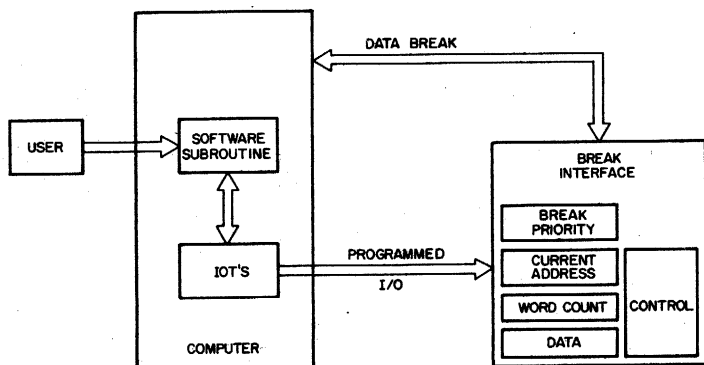 DATA BREAK
USER
SOFTWARE
SUBROUTINE
BREAK
INTERFACE
BREAK
PRIORITY
IOT'S
PROGRAMMED
I/O
CURRENT
ADDRESS
WORD COUNT
CONTROL
DATA
COMPUTER